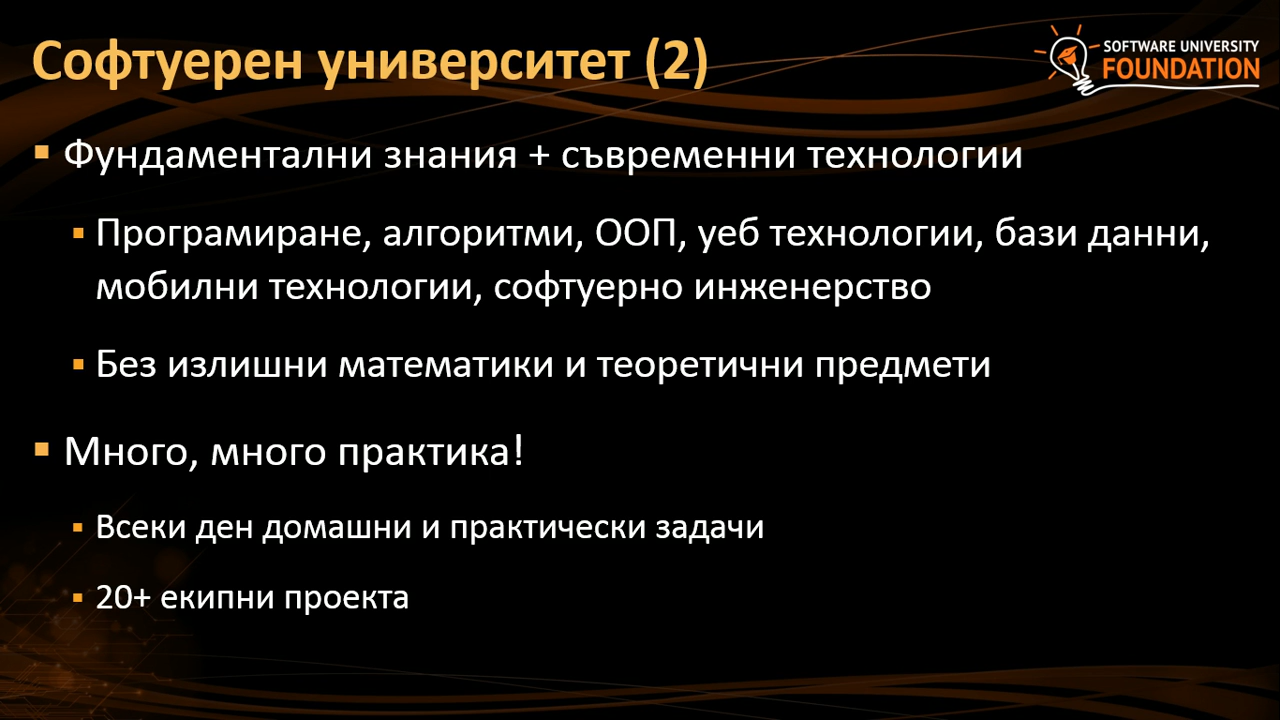 Софтуерен университет (2)
SOFTWARE UNIVERSITY
FOUNDATION
Фундаментални знания + съвременни технологии
Програмиране, алгоритми, ООП, уеб технологии, бази данни,
мобилни технологии, софтуерно инженерство
Без излишни математики и теоретични предмети
Много, много практика!
Всеки ден домашни и практически задачи
20+ екипни проекта